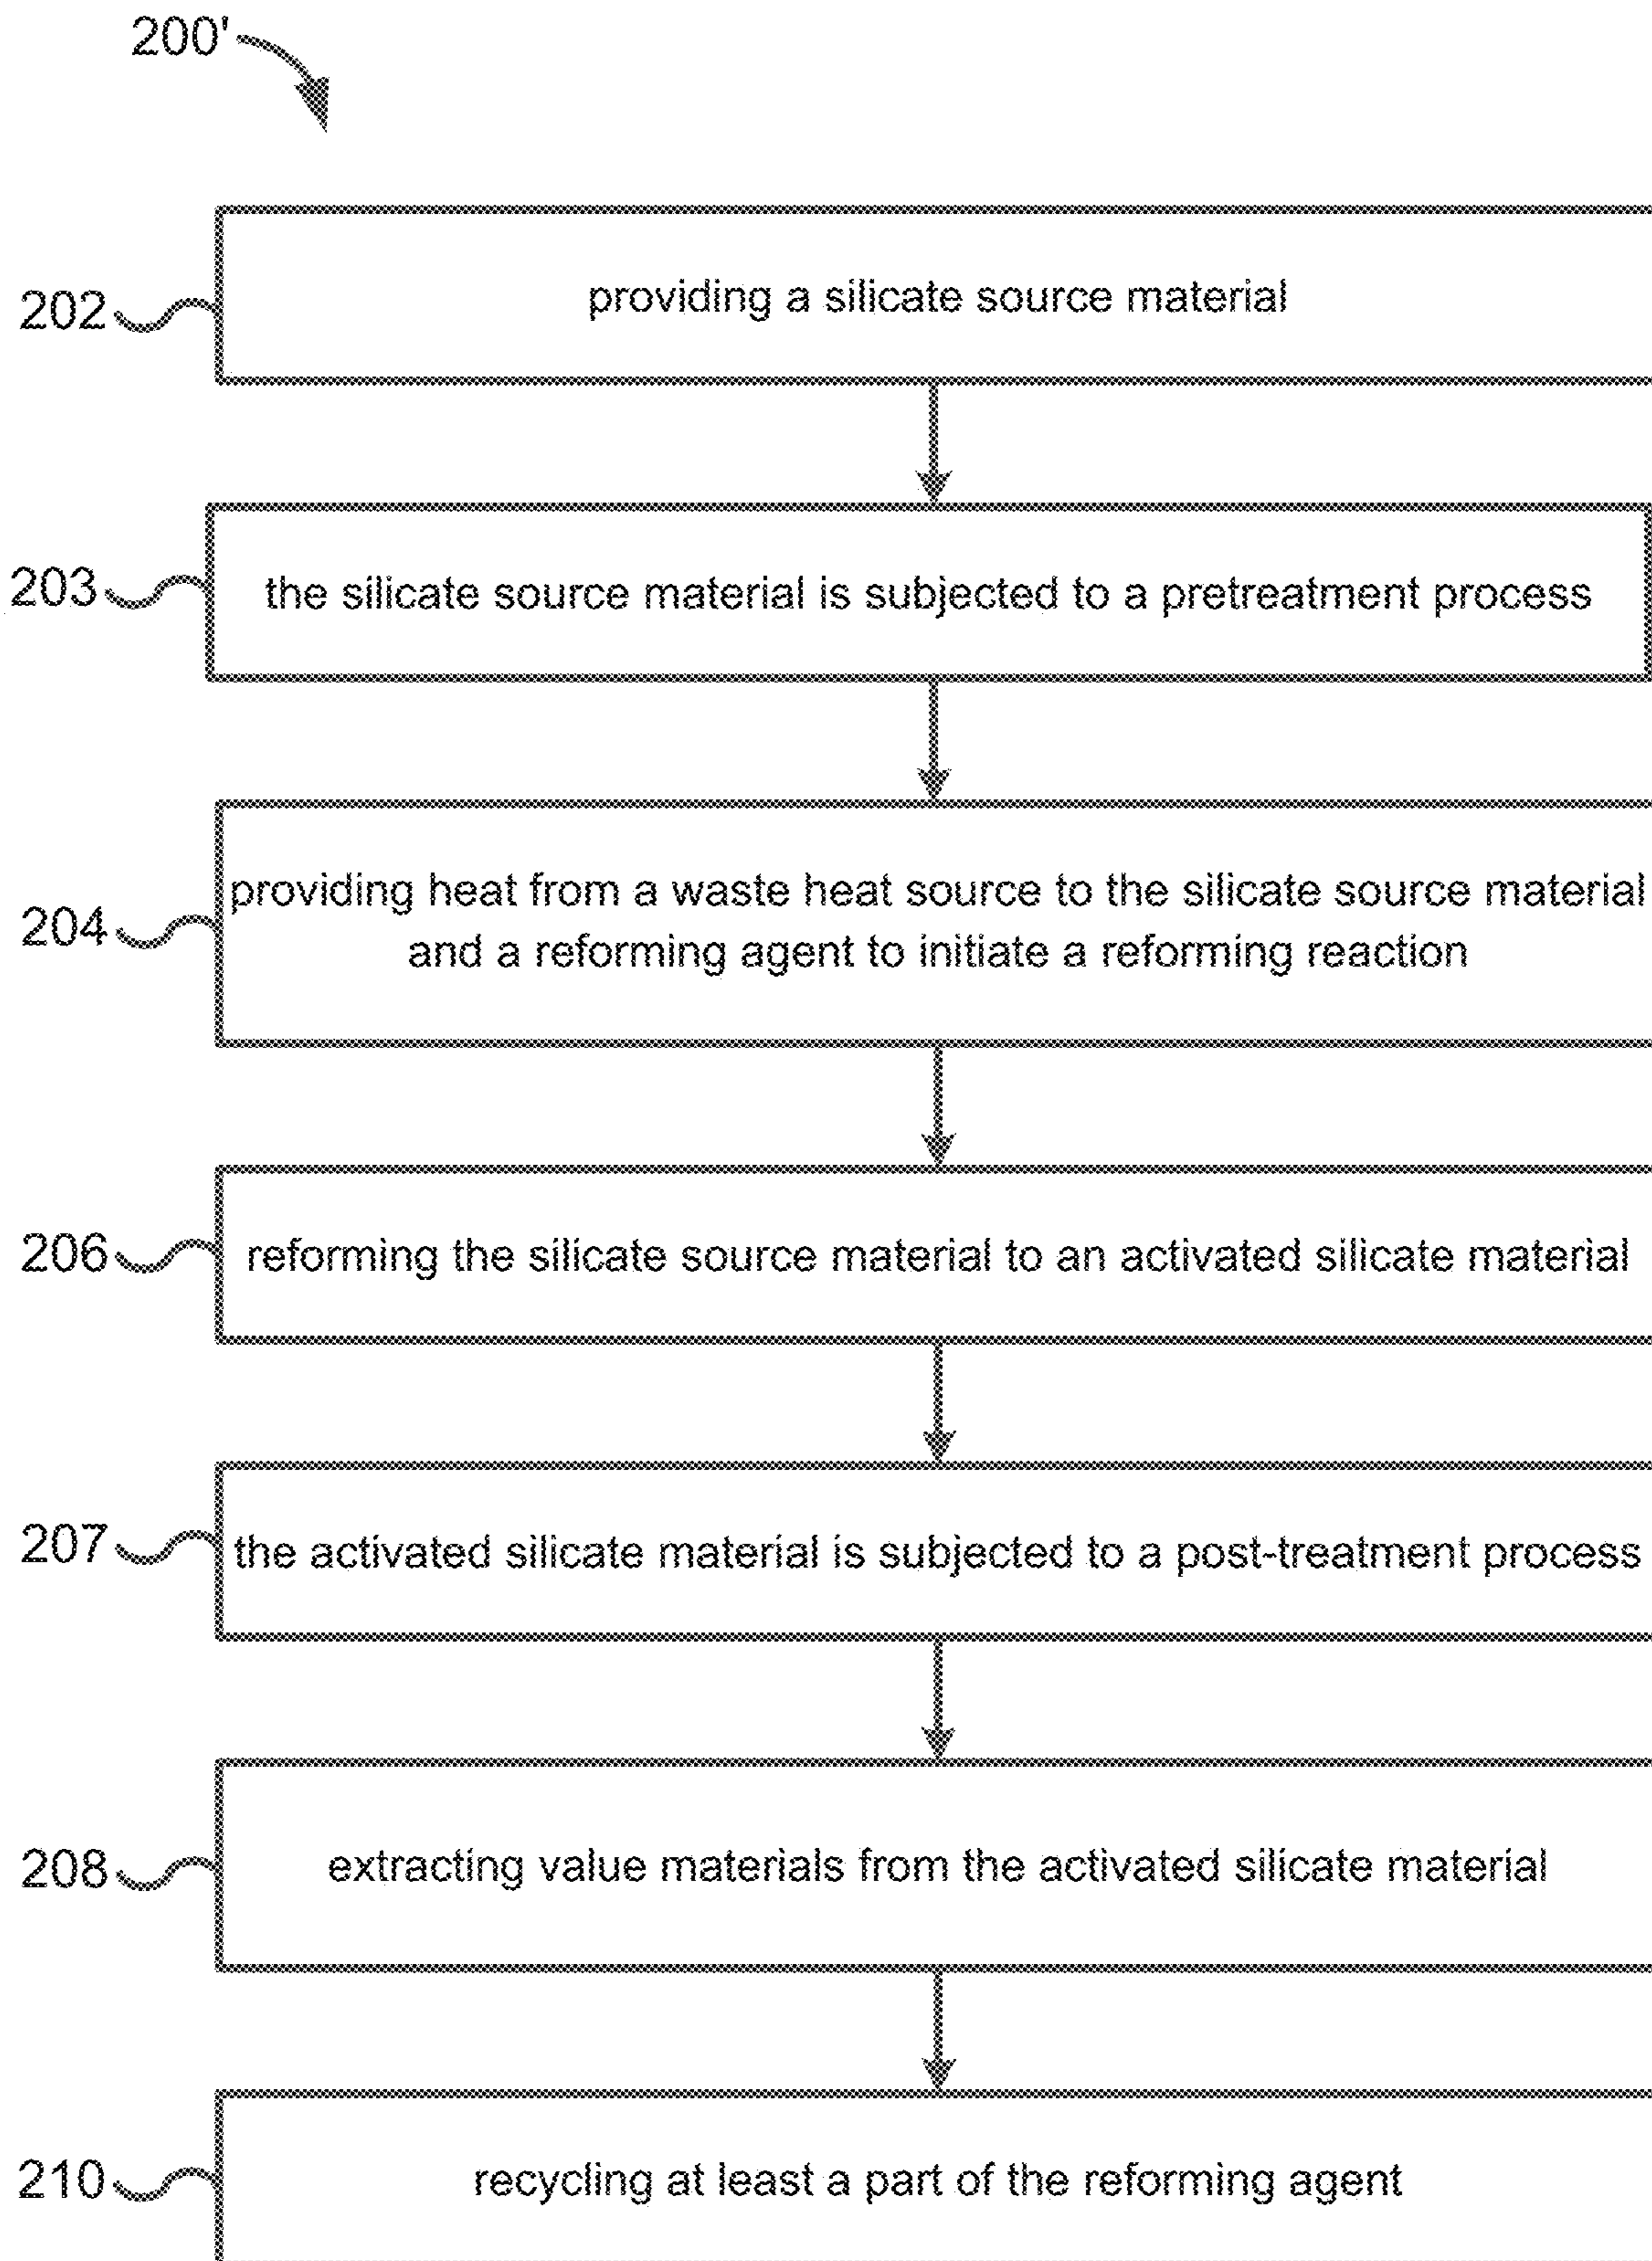 200'
202
providing a silicate source material
203
the silicate source material is subjected to a pretreatment process
204
providing heat from a waste heat source to the silicate source material
and a reforming agent to initiate a reforming reaction
206
reforming the silicate source material to an activated silicate material
207
the activated silicate material is subjected to a post-treatment process
208
extracting value materials from the activated silicate material
210
recycling at least a part of the reforming agent